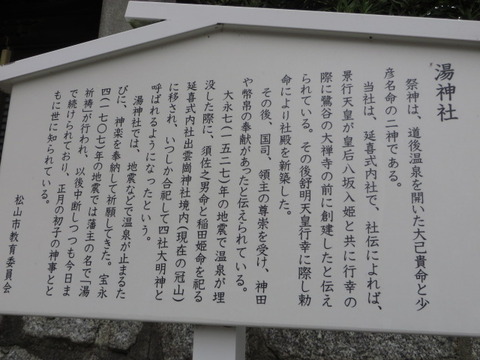 湯神社
祭神は、道後温泉を開いた大己貴命と少
彦名命の二神である。
当社は、延喜式内社で、社伝によれば、
景行天皇が皇后八坂入姫と共に行幸の
際に鷺谷の大禅寺の前に創建したと伝え
られている。その後舒明天皇行幸に際し勅
命により社殿を新築した。
その後、国司、領主の尊崇を受け、神田
や幣帛の奉献があったと伝えられている。
大永七(一五二七)年の地震で温泉が埋
没した際に、須佐之男命と稲田姫命を祀る
延喜式内社出雲崗神社境内(現在の冠山)
に移され、いつしか合祀して四社大明神と
呼ばれるようになったという。
湯神社では、地震などで温泉が止まるた
びに、神楽を奉納して祈願してきた。宝永
四(一七〇七)年の地震では藩主の名で「湯
祈祷」が行われ、以後中断しつつも今日ま
で続けられており、正月の初子の神事とと
もに世に知られている。
松山市教育委員会